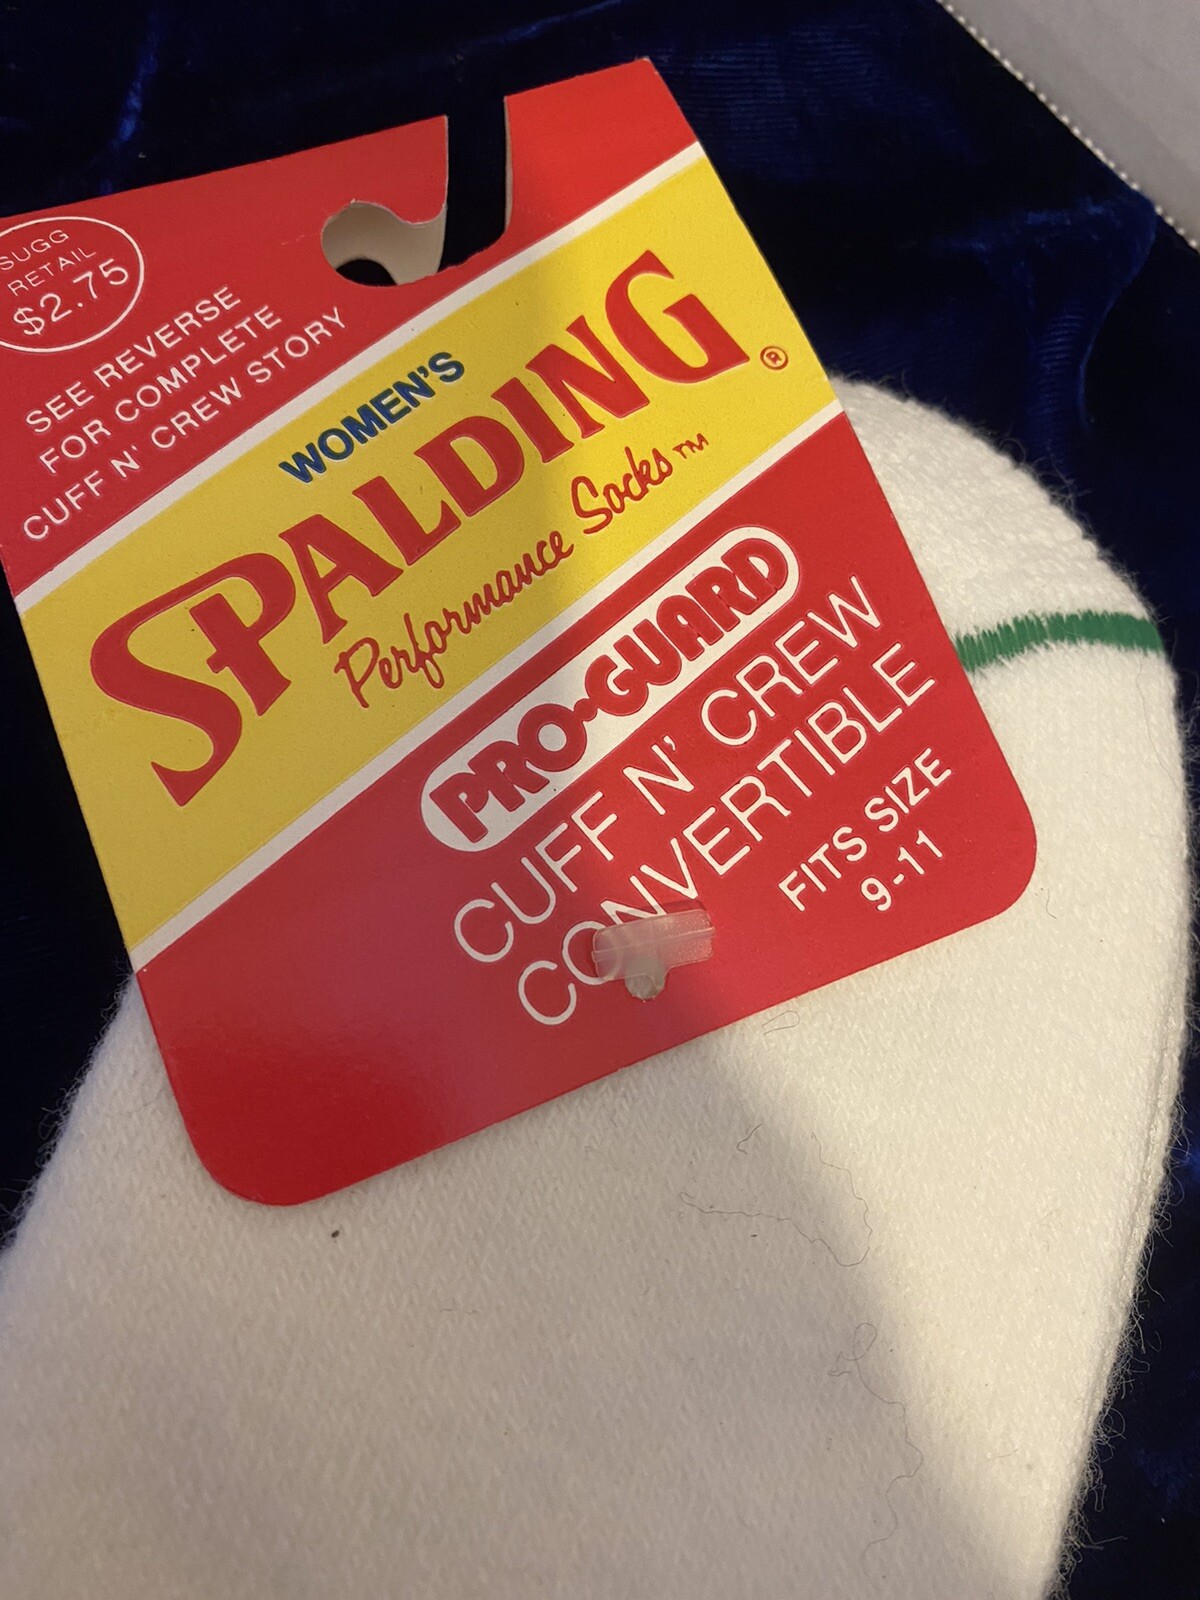 SUGG
RETAIL
$2.75
SEE REVERSE
FOR COMPLETE
CUFF N' CREW STORY
WOMEN'S
SPALDING®
Performance Socks™
PRO-GUARD
CUFF N' CREW
CONVERTIBLE
FITS SIZE
9-11